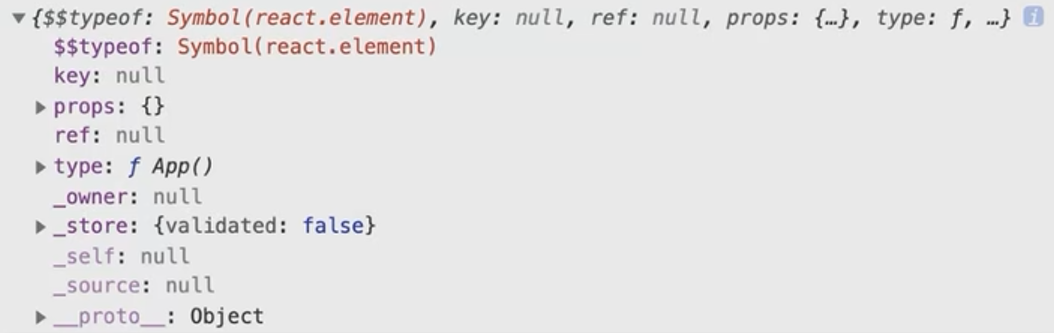 ▼{$$typeof: Symbol(react.element), key: null, ref: null, props: {…}, type: ƒ, …} i
$$typeof: Symbol(react.element)
key: null
▶props: {}
ref: null
▶type: ƒ App()
_owner: null
▶_store: {validated: false}
_self: null
_source: null
▶__proto__: Object